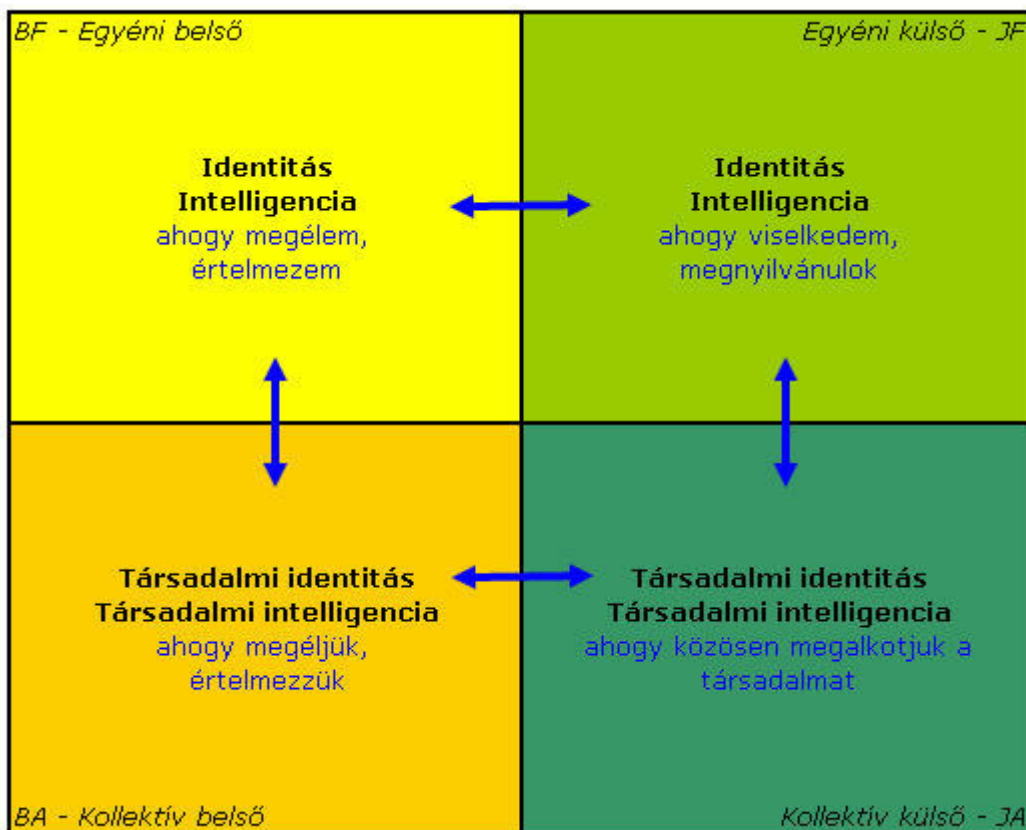 BF - Egyéni belső
Egyéni külső - JF
Identitás
Intelligencia
ahogy megélem,
értelmezem
Identitás
Intelligencia
ahogy viselkedem,
megnyilvánulok
Társadalmi identitás
Társadalmi intelligencia
ahogy megéljük,
értelmezzük
Társadalmi identitás
Társadalmi intelligencia
ahogy közösen megalkotjuk a
társadalmat
BA - Kollektív belső
Kollektív külső - JA